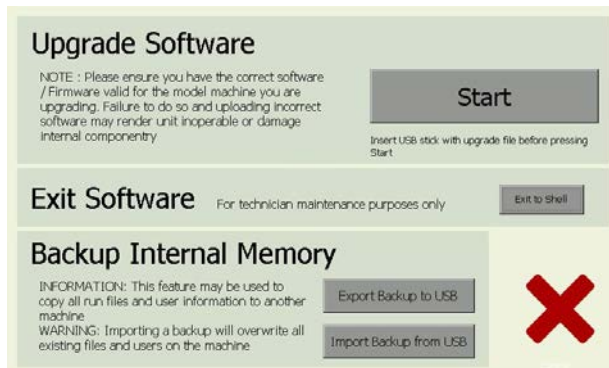 Upgrade Software
NOTE : Please ensure you have the correct software
/ Firmware valid for the model machine you are
upgrading. Failure to do so and uploading incorrect
software may render unit inoperable or damage
internal componentry
Start
Insert USB stick with upgrade file before pressing
Start
Exit Software
For technician maintenance purposes only
Exit to Shell
Backup Internal Memory
INFORMATION: This feature may be used to
copy all run files and user information to another
machine
WARNING: Importing a backup will overwrite all
existing files and users on the machine
Export Backup to USB
Import Backup from USB